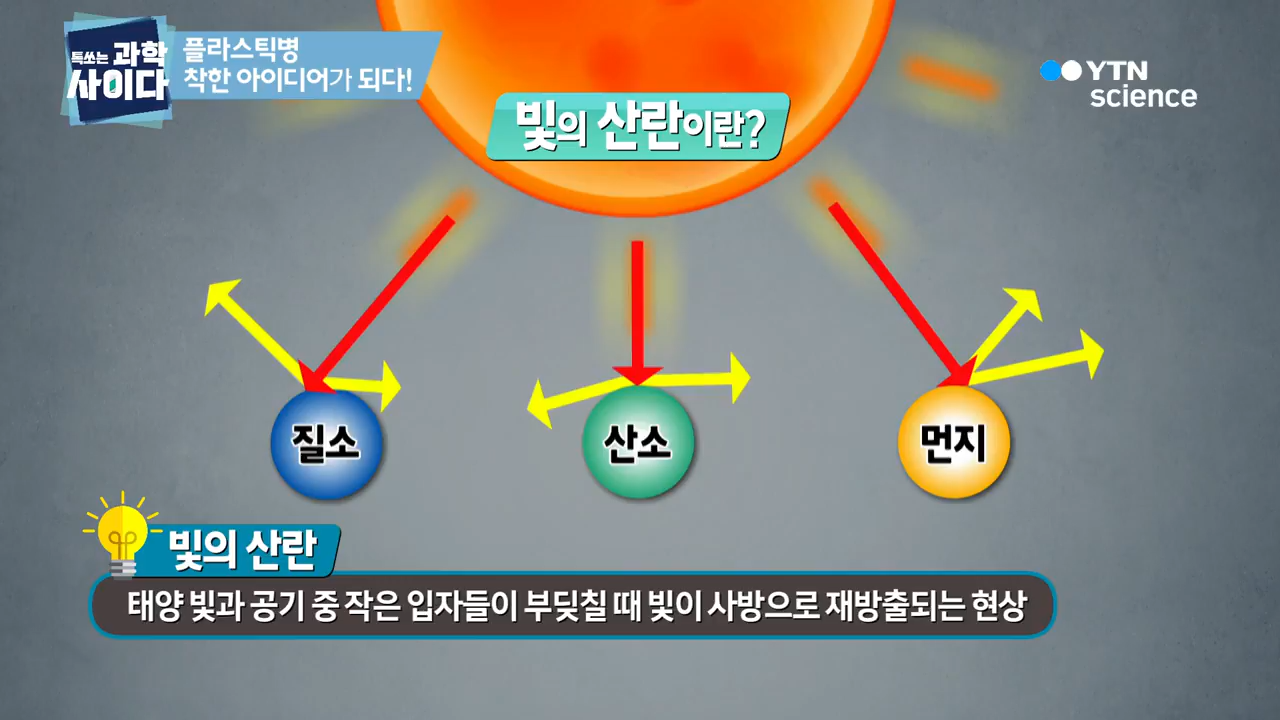 톡쏘는 과학
사이다
플라스틱병
착한 아이디어가 되다!
YTN
science
빛의 산란이란?
질소
산소
먼지
빛의 산란
태양 빛과 공기 중 작은 입자들이 부딪칠 때 빛이 사방으로 재방출되는 현상